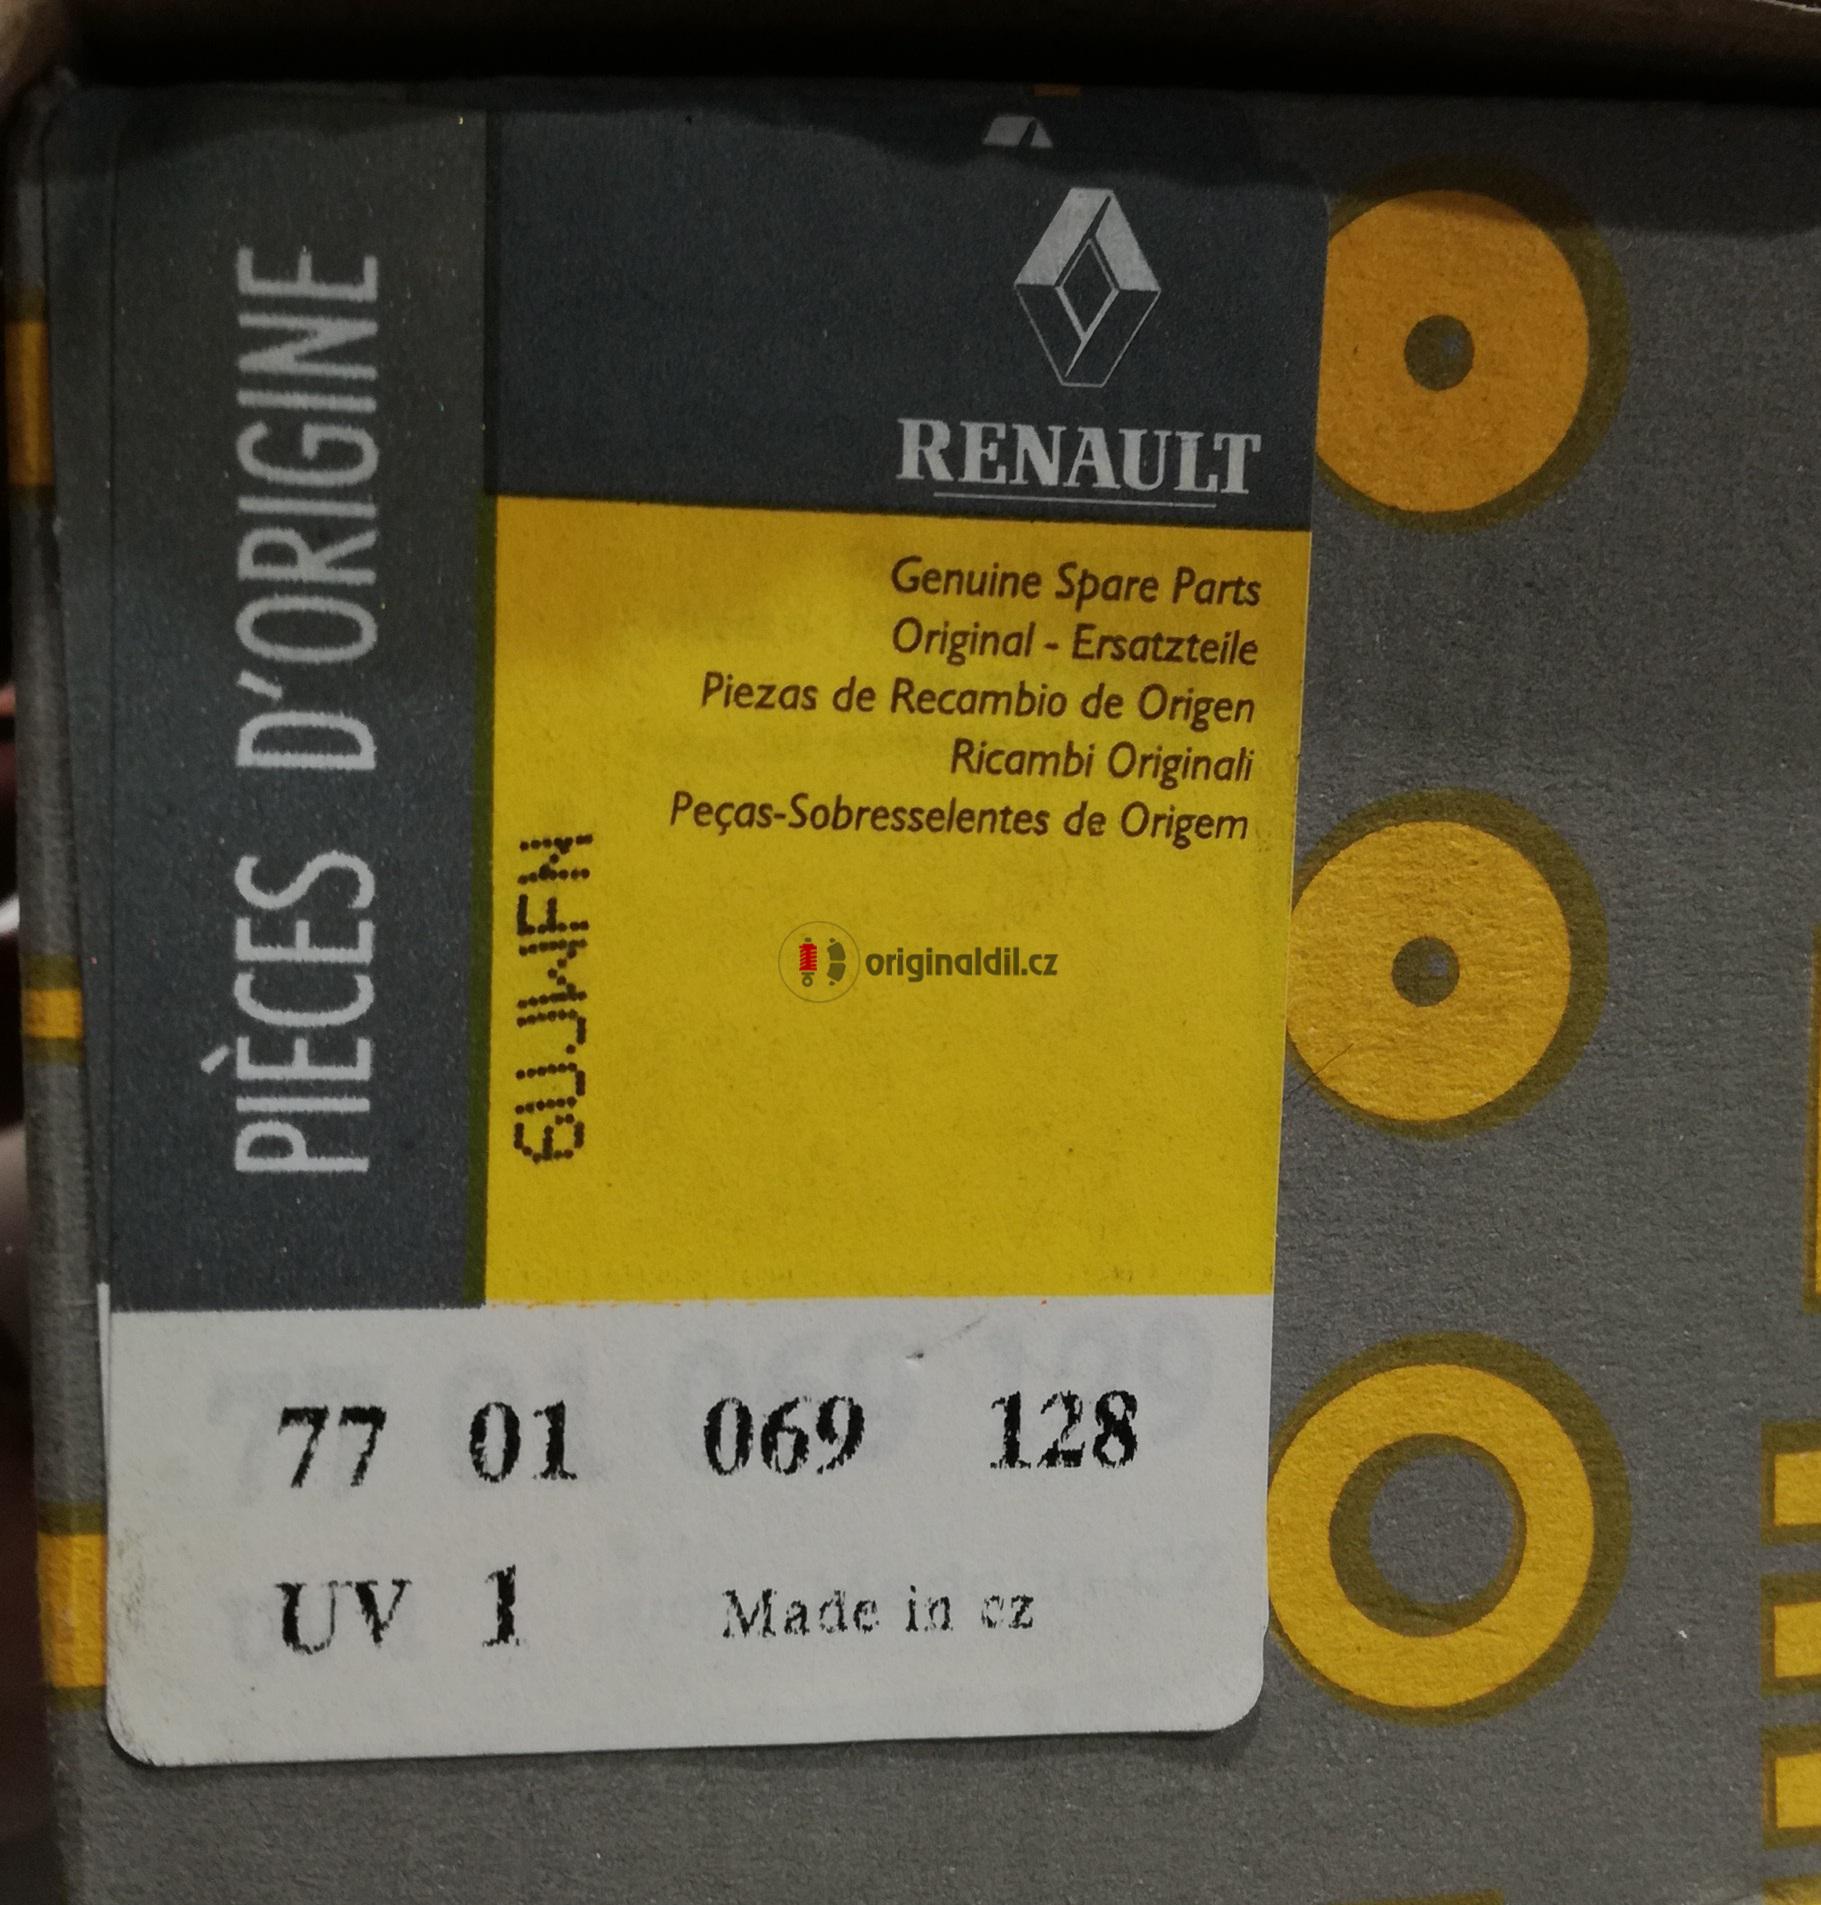 PIÈCES D'ORIGINE
RENAULT
Genuine Spare Parts
Original - Ersatzteile
Piezas de Recambio de Origen
Ricambi Originali
Peças-Sobresselentes de Origem
6UJWFN
originaldil.cz
77 01 069 128
UV 1 Made in cz